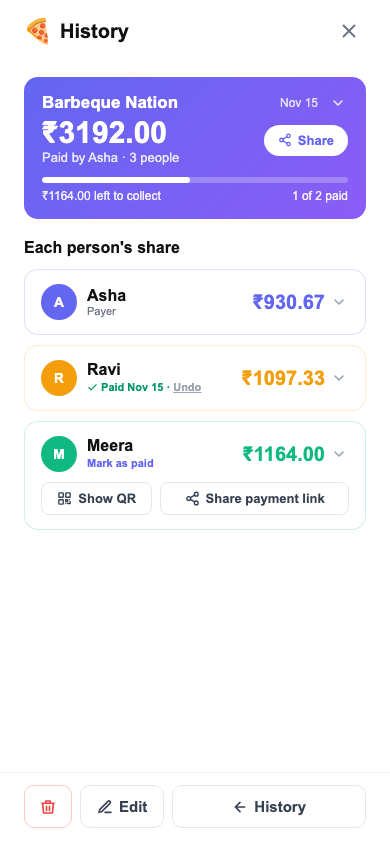 History
Barbeque Nation
Nov 15
₹3192.00
Share
Paid by Asha · 3 people
₹1164.00 left to collect
1 of 2 paid
Each person's share
A
Asha
Payer
₹930.67
R
Ravi
Paid Nov 15 · Undo
₹1097.33
M
Meera
Mark as paid
₹1164.00
Show QR
Share payment link
Edit
History